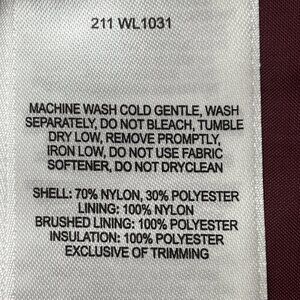 211 WL1031
MACHINE WASH COLD GENTLE, WASH
SEPARATELY, DO NOT BLEACH, TUMBLE
DRY LOW, REMOVE PROMPTLY,
IRON LOW, DO NOT USE FABRIC
SOFTENER, DO NOT DRYCLEAN
SHELL: 70% NYLON, 30% POLYESTER
LINING: 100% NYLON
BRUSHED LINING: 100% POLYESTER
INSULATION: 100% POLYESTER
EXCLUSIVE OF TRIMMING